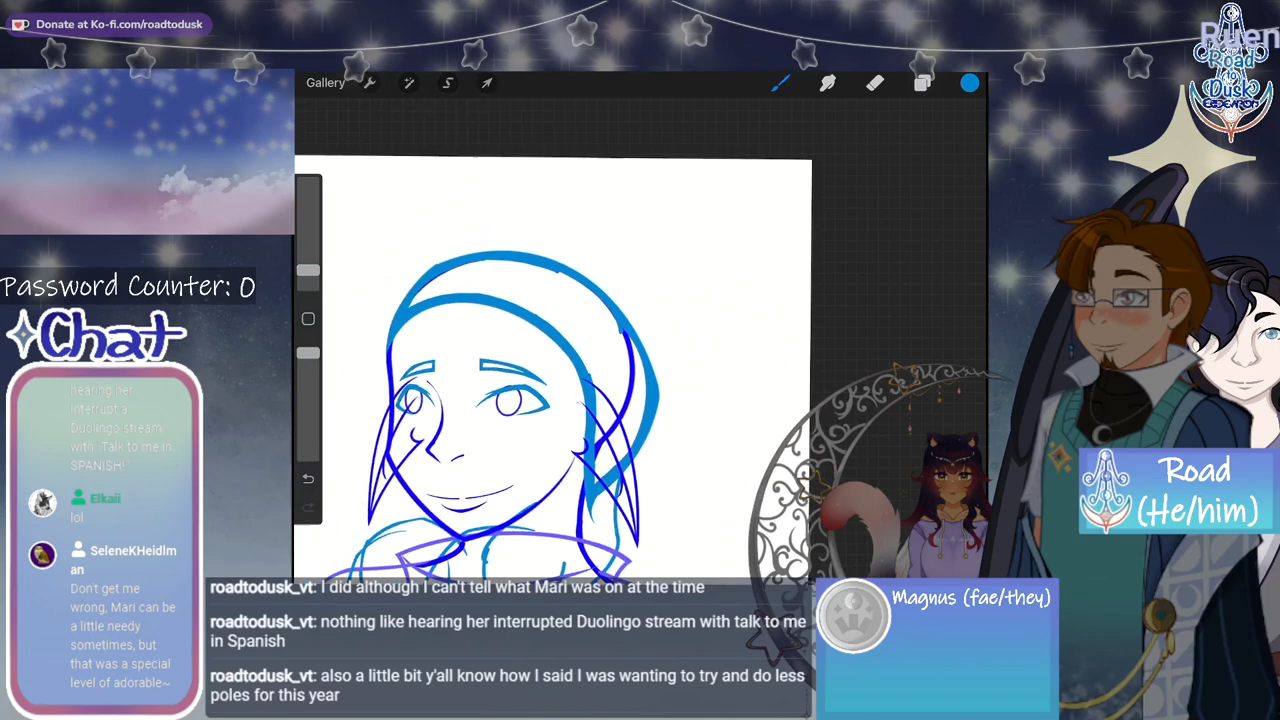 Donate at Ko-fi.com/roadtodusk
Ruen
Road
to
Dusk
Gallery
Password Counter: 0
Chat
hearing her
interrupt a
Duolingo stream
with "Talk to me in
SPANISH!"
Elkaii
lol
SeleneKHeidlm
an
Don't get me
wrong, Mari can be
a little needy
sometimes, but
that was a special
level of adorable~
roadtodusk_vt: I did although I can't tell what Mari was on at the time
roadtodusk_vt: nothing like hearing her interrupted Duolingo stream with talk to me
in Spanish
roadtodusk_vt: also a little bit y'all know how I said I was wanting to try and do less
poles for this year
Magnus (fae/they)
Road
(He/him)